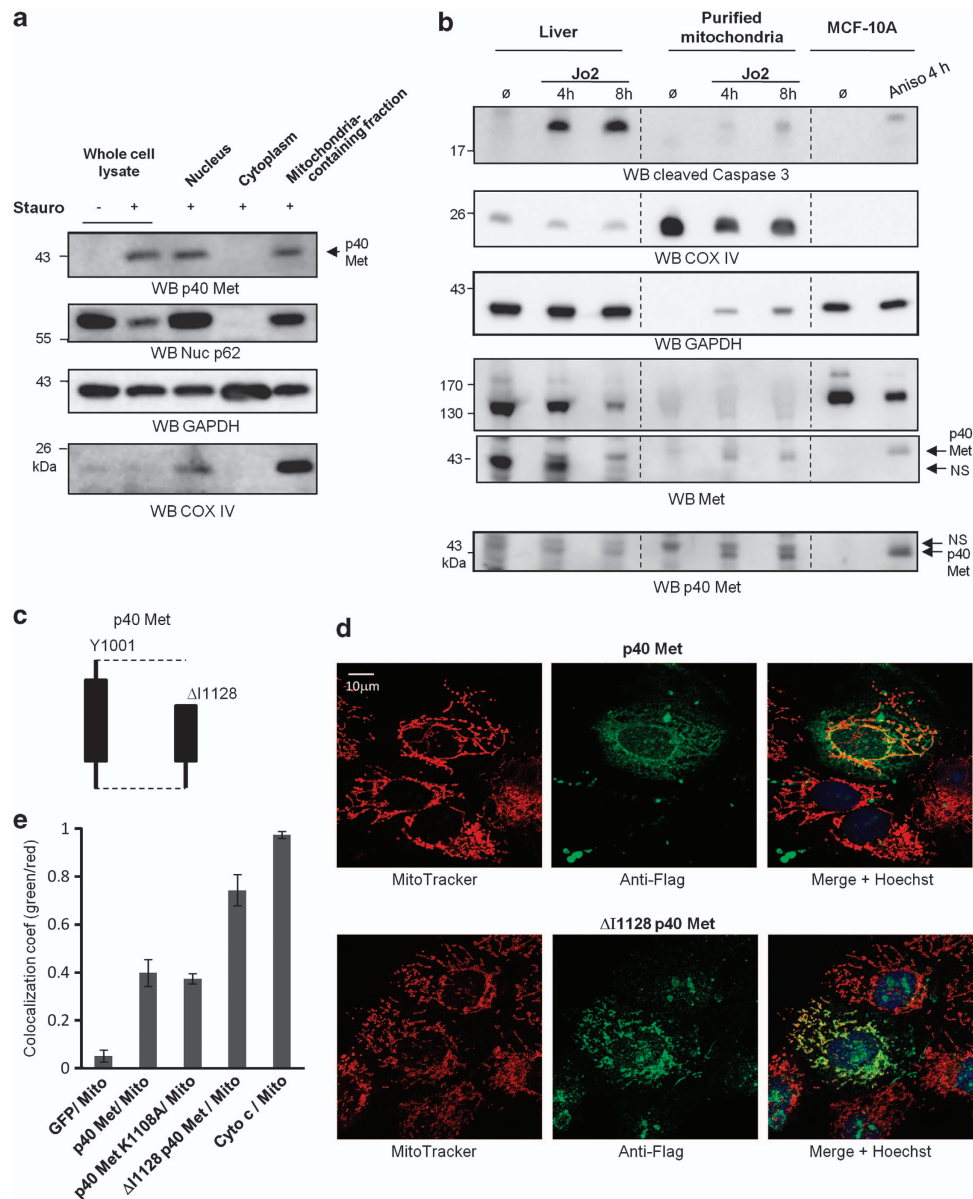 a
Whole cell
lysate
Nucleus
Cytoplasm
Mitochondria-
containing fraction
Stauro - + + + +
43
p40
Met
WB p40 Met
55
WB Nuc p62
43
WB GAPDH
26
kDa
WB COX IV
b
Liver
Purified
mitochondria
MCF-10A
Jo2 Jo2
ø 4h 8h ø 4h 8h ø Aniso 4 h
17
WB cleaved Caspase 3
26
WB COX IV
43
WB GAPDH
170
130
43
p40
Met
NS
WB Met
43
kDa
NS
p40
Met
WB p40 Met
c
p40 Met
Y1001
ΔI1128
d
p40 Met
10μm
MitoTracker Anti-Flag Merge + Hoechst
ΔI1128 p40 Met
MitoTracker Anti-Flag Merge + Hoechst
e
Colocalization coef (green/red)
1
0.8
0.6
0.4
0.2
0
GFP/ Mito
p40 Met/ Mito
p40 Met K1108A/ Mito
ΔI1128 p40 Met / Mito
Cyto c / Mito